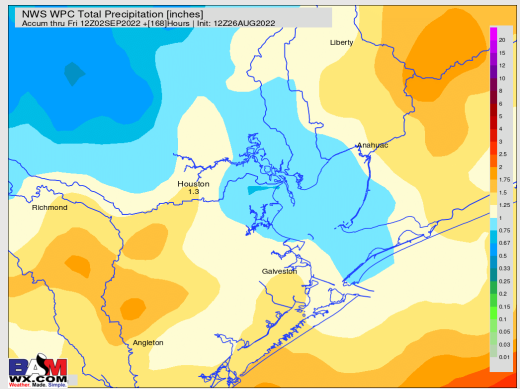 NWS WPC Total Precipitation [inches]
Accum thru Fri 12Z02SEP2022 +[168]Hours | Init: 12Z26AUG2022
Liberty
Anahuac
Houston
1.3
Richmond
Galveston
Angleton
20
15
12
10
8
6
5
4
3
2.5
2
1.75
1.5
1.25
1
0.75
0.67
0.5
0.33
0.25
0.2
0.15
0.1
0.05
0.03
0.01
BAM
WX.COM
Weather. Made. Simple.